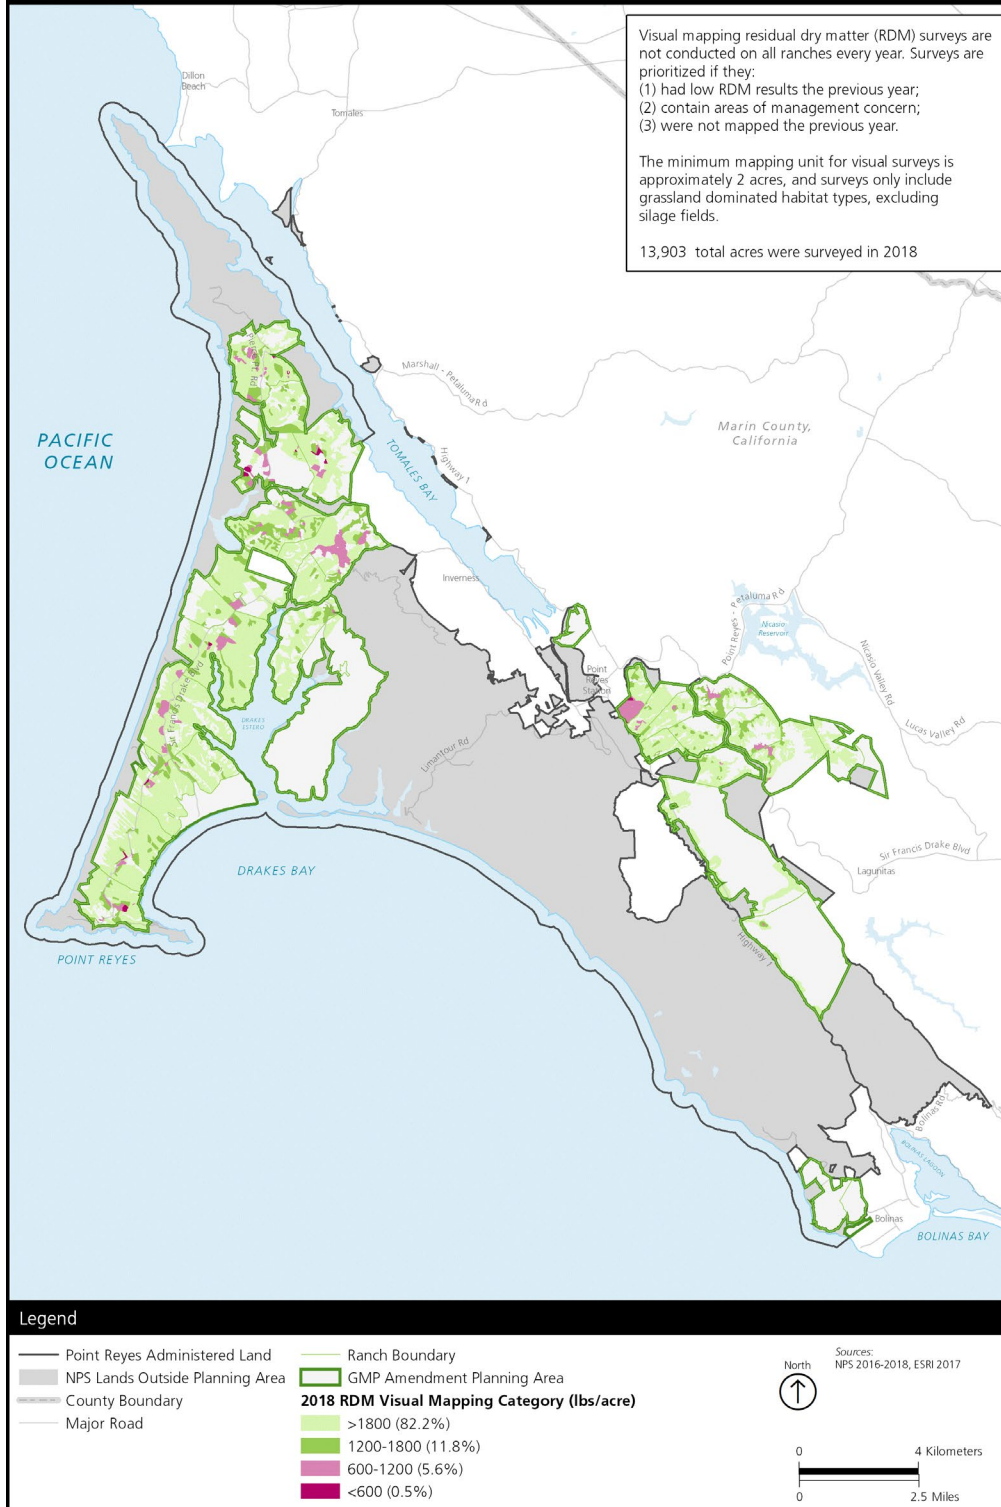 Visual mapping residual dry matter (RDM) surveys are
not conducted on all ranches every year. Surveys are
prioritized if they:
(1) had low RDM results the previous year;
(2) contain areas of management concern;
(3) were not mapped the previous year.
The minimum mapping unit for visual surveys is
approximately 2 acres, and surveys only include
grassland dominated habitat types, excluding
silage fields.
13,903 total acres were surveyed in 2018
Dillon
Beach
Tomales
Pierce Pt Rd
Marshall - Petaluma Rd
Marin County,
California
PACIFIC
OCEAN
TOMALES BAY
Highway 1
Inverness
Point Reyes - Petaluma Rd
Nicasio
Reservoir
Point
Reyes
Station
Nicasio Valley Rd
Sir Francis Drake Blvd
DRAKES
ESTERO
Lucas Valley Rd
Limantour Rd
Sir Francis Drake Blvd
Lagunitas
DRAKES BAY
Highway 1
POINT REYES
Bolinas Rd
BOLINAS LAGOON
Bolinas
BOLINAS BAY
Legend
Point Reyes Administered Land
NPS Lands Outside Planning Area
County Boundary
Major Road
Ranch Boundary
GMP Amendment Planning Area
2018 RDM Visual Mapping Category (lbs/acre)
>1800 (82.2%)
1200-1800 (11.8%)
600-1200 (5.6%)
<600 (0.5%)
North
Sources:
NPS 2016-2018, ESRI 2017
0 4 Kilometers
0 2.5 Miles